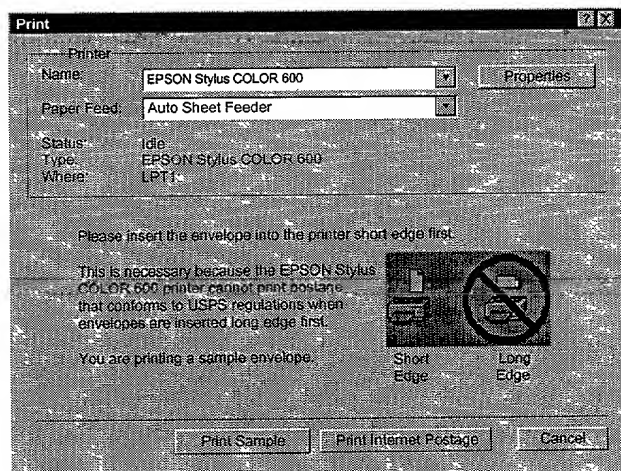 Print
Printer
Name: EPSON Stylus COLOR 600 Properties
Paper Feed: Auto Sheet Feeder
Status: Idle
Type: EPSON Stylus COLOR 600
Where: LPT1:
Please insert the envelope into the printer short edge first.
This is necessary because the EPSON Stylus
COLOR 600 printer cannot print postage
that conforms to USPS regulations when
envelopes are inserted long edge first.
You are printing a sample envelope.
Short Long
Edge Edge
Print Sample Print Internet Postage Cancel